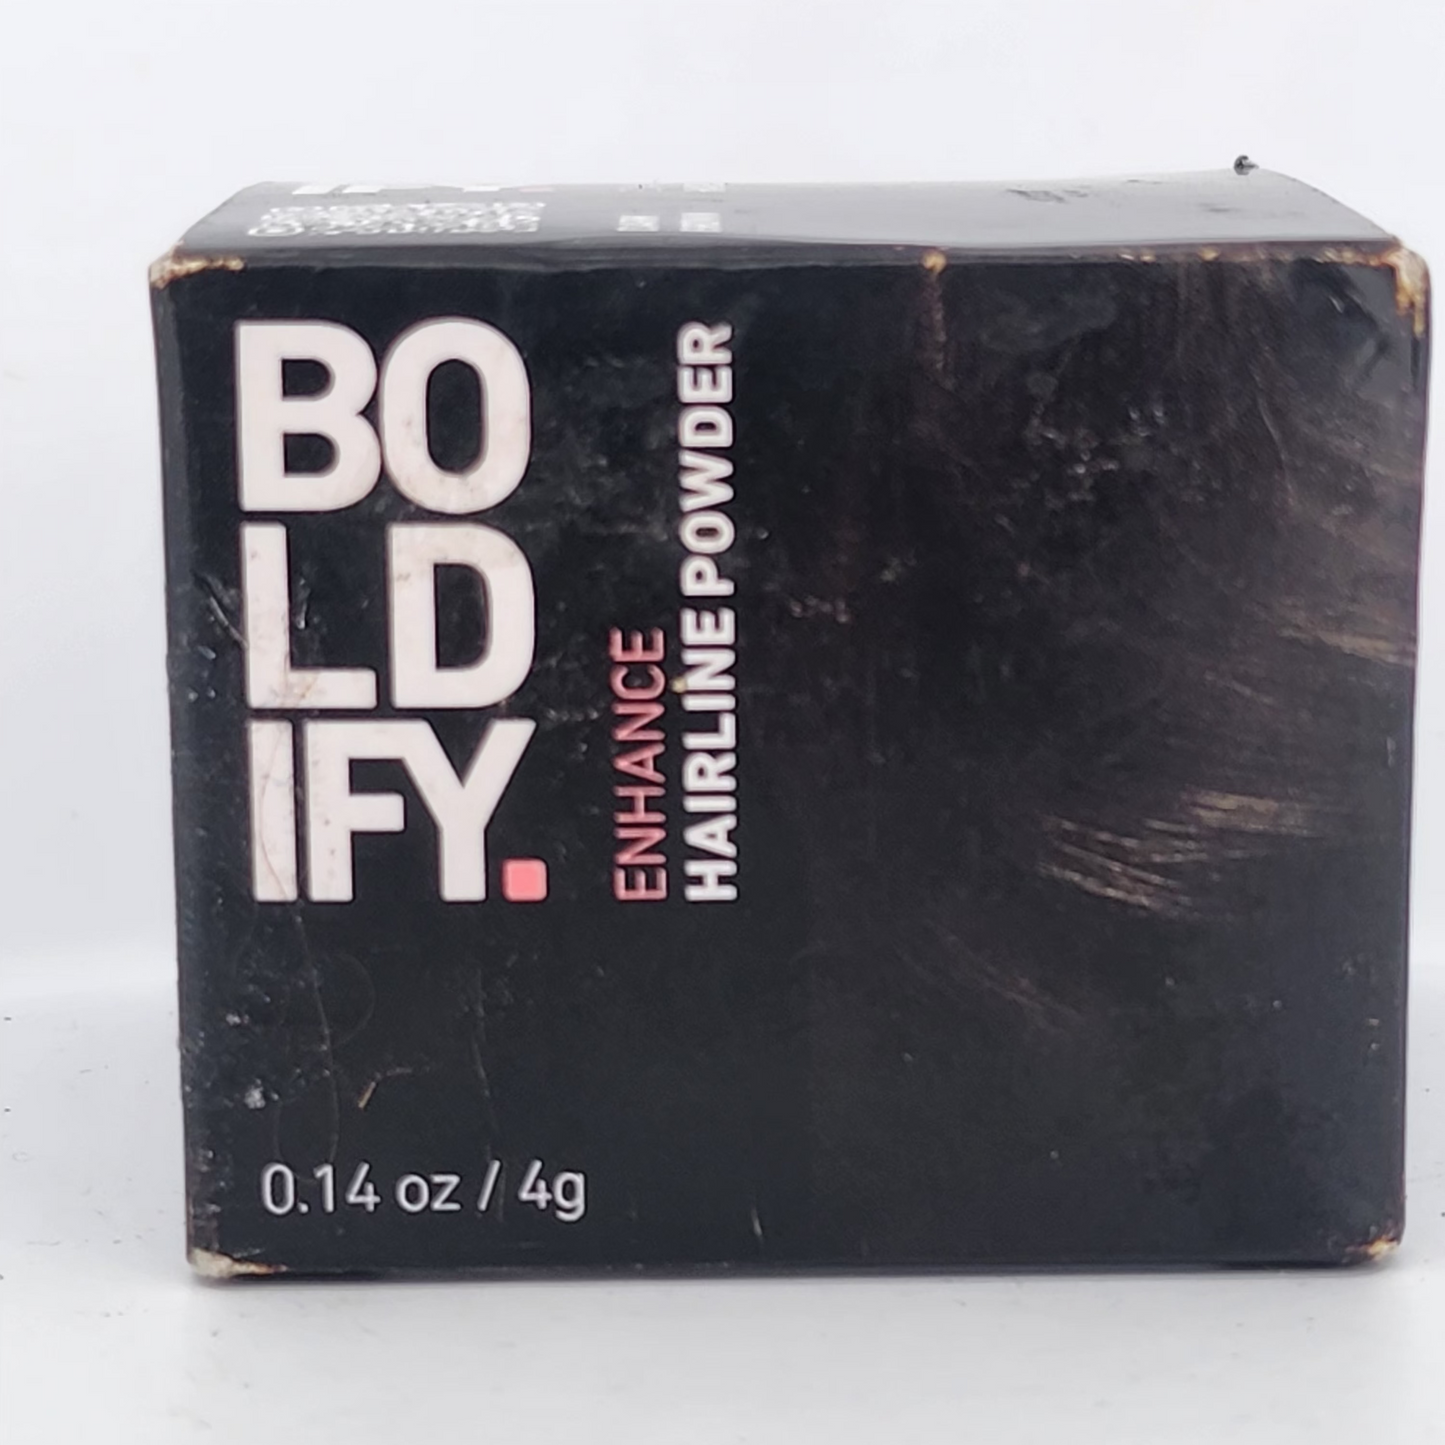 BO
LD
IFY.
ENHANCE
HAIRLINE POWDER
0.14 oz / 4g